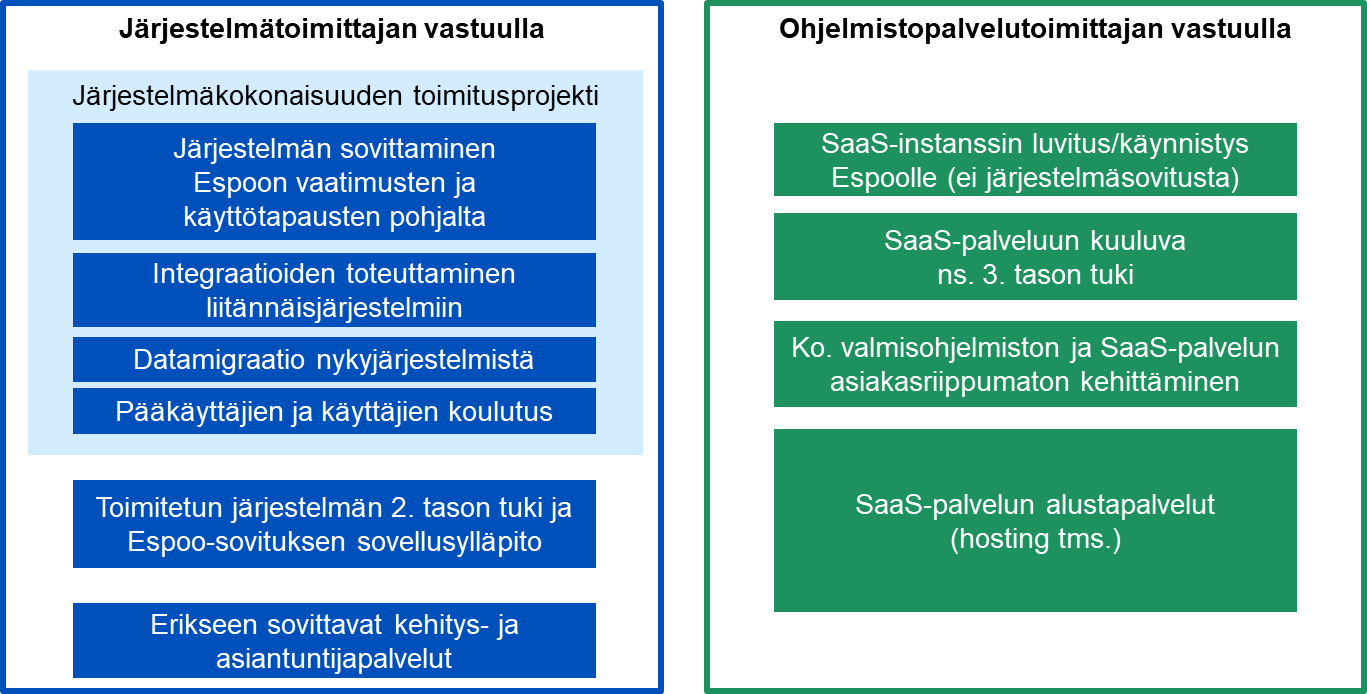 Järjestelmätoimittajan vastuulla
Järjestelmäkokonaisuuden toimitusprojekti
Järjestelmän sovittaminen
Espoon vaatimusten ja
käyttötapausten pohjalta
Integraatioiden toteuttaminen
liitännäisjärjestelmiin
Datamigraatio nykyjärjestelmistä
Pääkäyttäjien ja käyttäjien koulutus
Toimitetun järjestelmän 2. tason tuki ja
Espoo-sovituksen sovellusylläpito
Erikseen sovittavat kehitys- ja
asiantuntijapalvelut
Ohjelmistopalvelutoimittajan vastuulla
SaaS-instanssin luvitus/käynnistys
Espoolle (ei järjestelmäsovitusta)
SaaS-palveluun kuuluva
ns. 3. tason tuki
Ko. valmisohjelmiston ja SaaS-palvelun
asiakasriippumaton kehittäminen
SaaS-palvelun alustapalvelut
(hosting tms.)